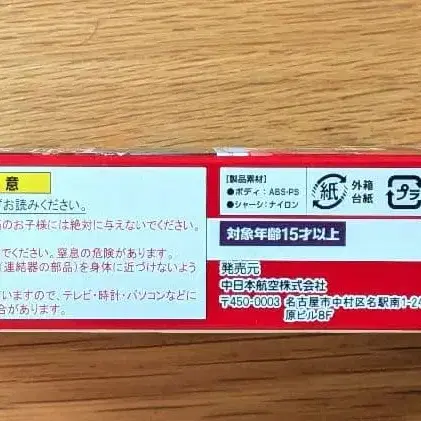 意
ずお読みください。
のお子様には絶対に与えないでください。
でください。窒息の危険があります。
(連結器の部品)を身体に近づけないよう
いますので、テレビ・時計・パソコンなどに
合があります。
【製品素材】
●ボディ：ABS・PS
●シャーシ：ナイロン
紙
外箱
台紙
プラ
対象年齢15才以上
発売元
中日本航空株式会社
〒450-0003 名古屋市中村区名駅南1-24
原ビル8F